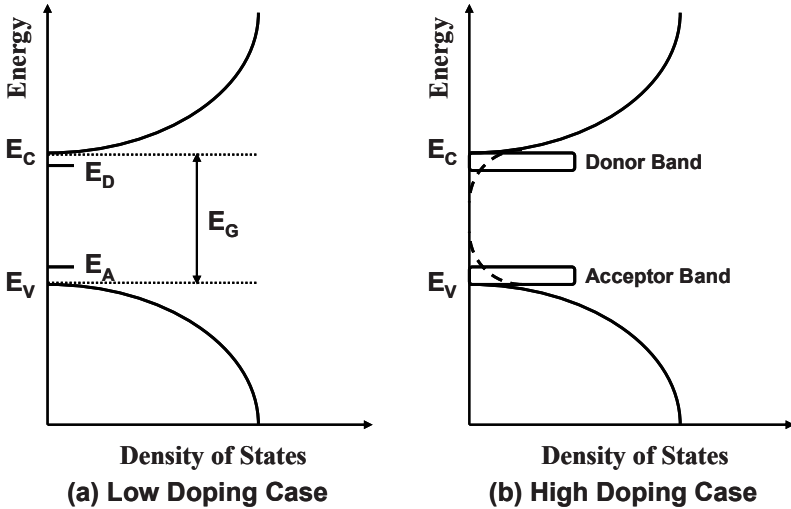 Energy
E_C
E_D
E_G
E_A
E_V
Density of States
(a) Low Doping Case
Energy
E_C
Donor Band
Acceptor Band
E_V
Density of States
(b) High Doping Case